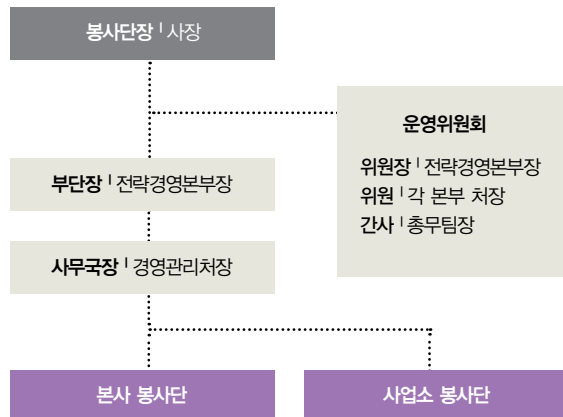 봉사단장 | 사장
운영위원회
위원장 | 전략경영본부장
위원 | 각 본부 처장
간사 | 총무팀장
부단장 | 전략경영본부장
사무국장 | 경영관리처장
본사 봉사단
사업소 봉사단